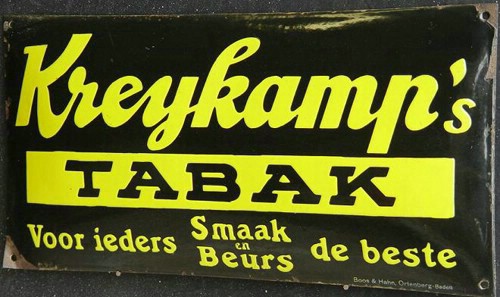 Kreykamp's
TABAK
Voor ieders Smaak en Beurs de beste
Boos & Hahn, Ortenberg-Baden